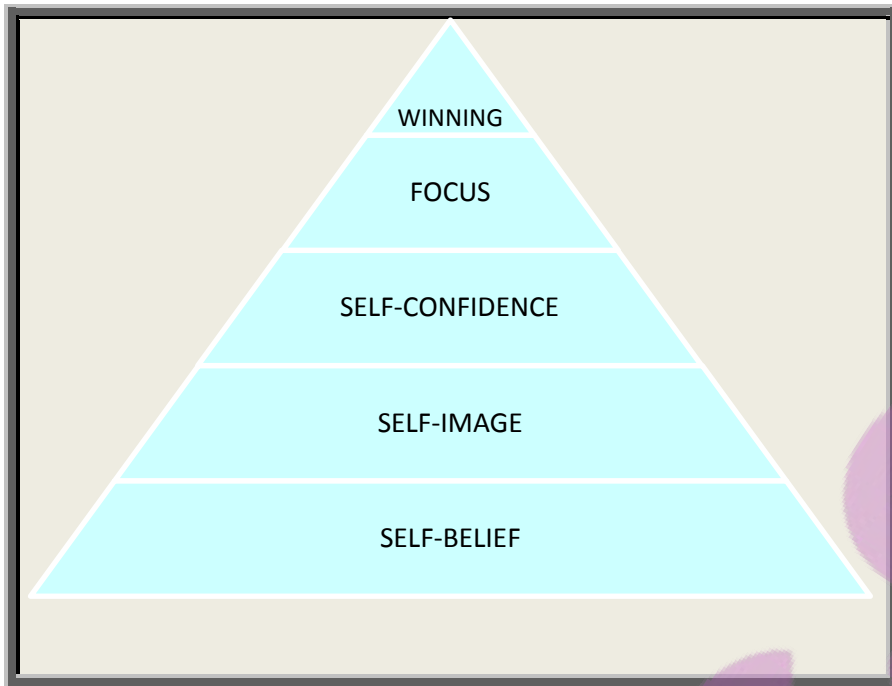 WINNING
FOCUS
SELF-CONFIDENCE
SELF-IMAGE
SELF-BELIEF